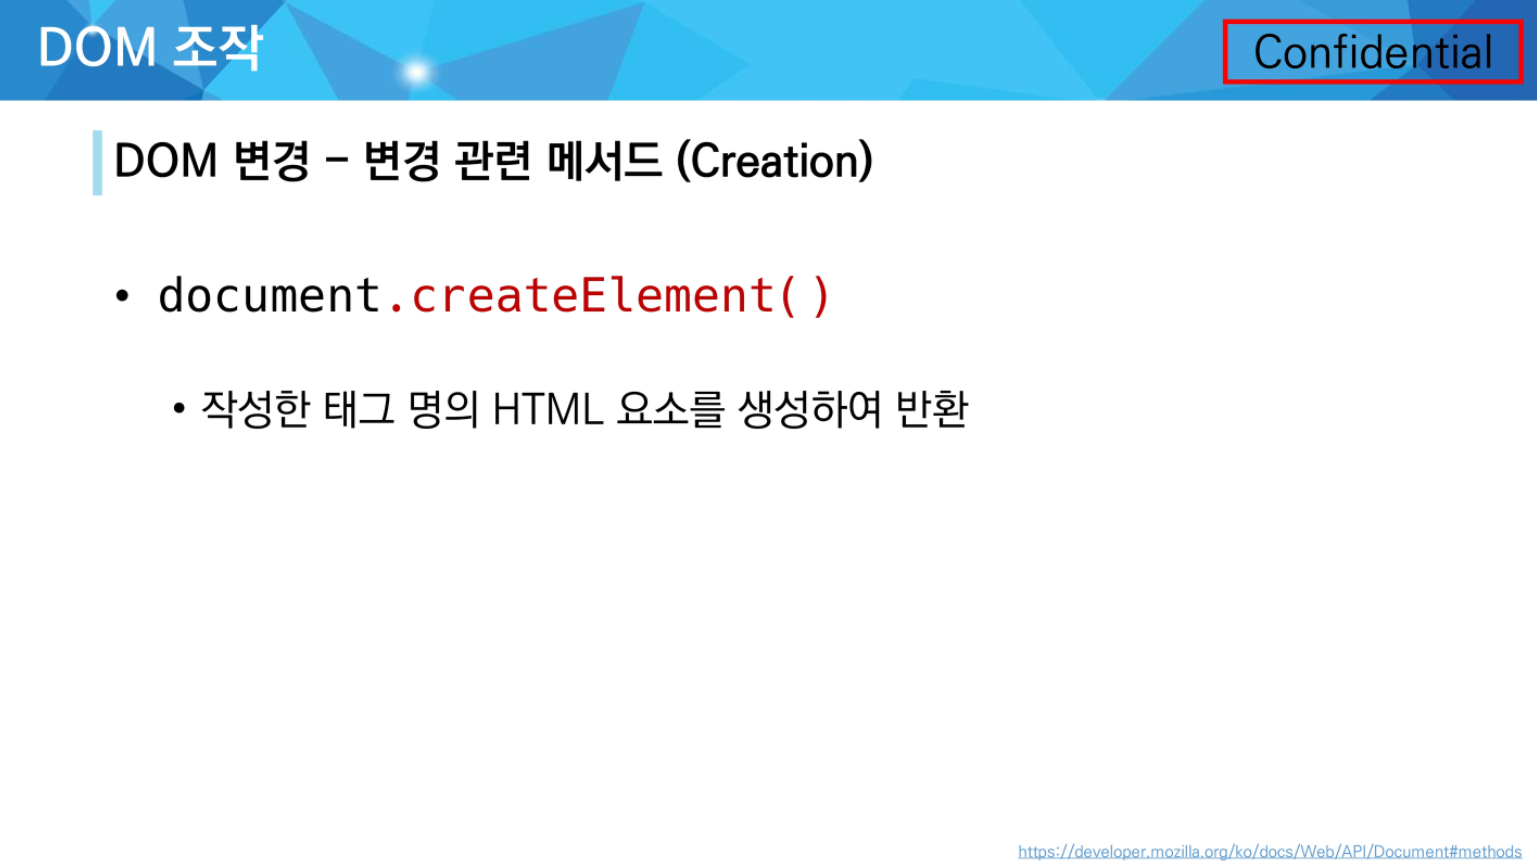 DOM 조작
Confidential
DOM 변경 – 변경 관련 메서드 (Creation)
• document.createElement()
• 작성한 태그 명의 HTML 요소를 생성하여 반환
https://developer.mozilla.org/ko/docs/Web/API/Document#methods